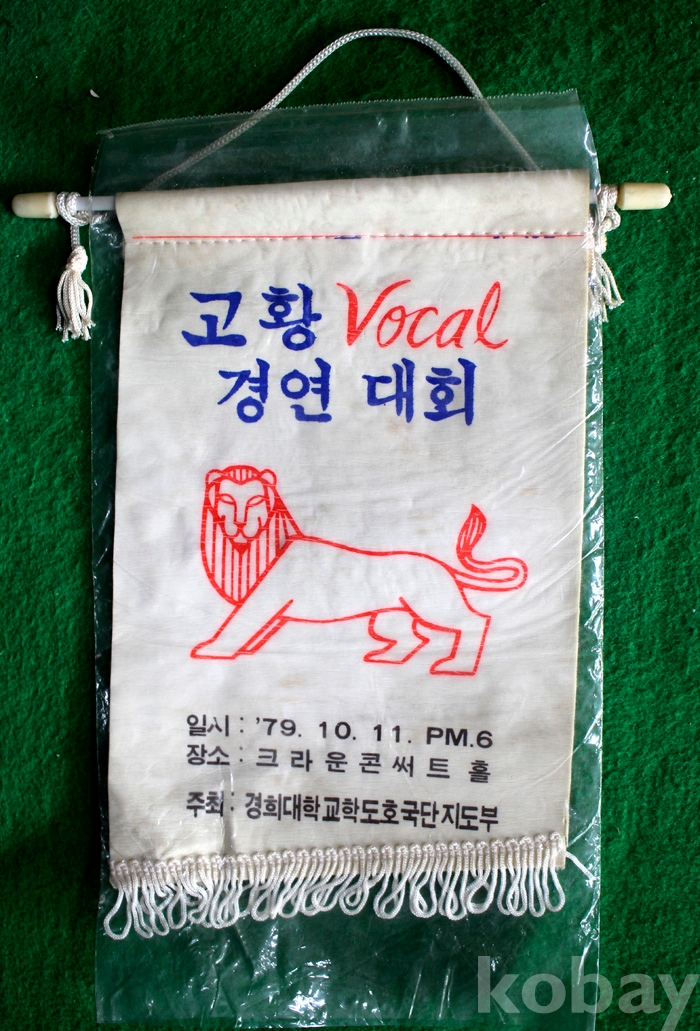 고황 Vocal
경연 대회
일시 : '79. 10. 11. PM.6
장소 : 크라운콘써트 홀
주최 : 경희대학교학도호국단지도부
kobay